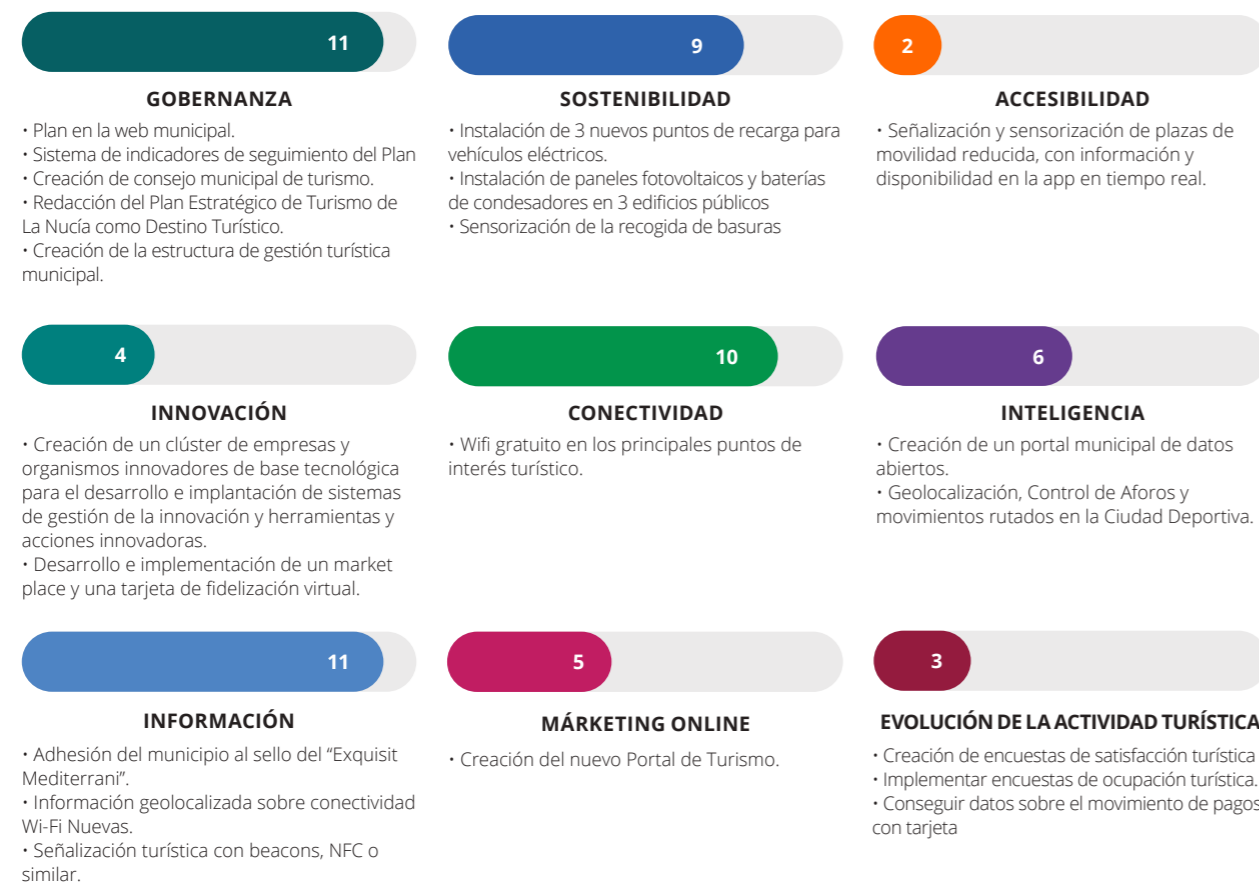 11
GOBERNANZA
• Plan en la web municipal.
• Sistema de indicadores de seguimiento del Plan
• Creación de consejo municipal de turismo.
• Redacción del Plan Estratégico de Turismo de
La Nucía como Destino Turístico.
• Creación de la estructura de gestión turística
municipal.
9
SOSTENIBILIDAD
• Instalación de 3 nuevos puntos de recarga para
vehículos eléctricos.
• Instalación de paneles fotovoltaicos y baterías
de condesadores en 3 edificios públicos
• Sensorización de la recogida de basuras
2
ACCESIBILIDAD
• Señalización y sensorización de plazas de
movilidad reducida, con información y
disponibilidad en la app en tiempo real.
4
INNOVACIÓN
• Creación de un clúster de empresas y
organismos innovadores de base tecnológica
para el desarrollo e implantación de sistemas
de gestión de la innovación y herramientas y
acciones innovadoras.
• Desarrollo e implementación de un market
place y una tarjeta de fidelización virtual.
10
CONECTIVIDAD
• Wifi gratuito en los principales puntos de
interés turístico.
6
INTELIGENCIA
• Creación de un portal municipal de datos
abiertos.
• Geolocalización, Control de Aforos y
movimientos rutados en la Ciudad Deportiva.
11
INFORMACIÓN
• Adhesión del municipio al sello del “Exquisit
Mediterrani”.
• Información geolocalizada sobre conectividad
Wi-Fi Nuevas.
• Señalización turística con beacons, NFC o
similar.
5
MÁRKETING ONLINE
• Creación del nuevo Portal de Turismo.
3
EVOLUCIÓN DE LA ACTIVIDAD TURÍSTICA
• Creación de encuestas de satisfacción turística
• Implementar encuestas de ocupación turística.
• Conseguir datos sobre el movimiento de pagos
con tarjeta